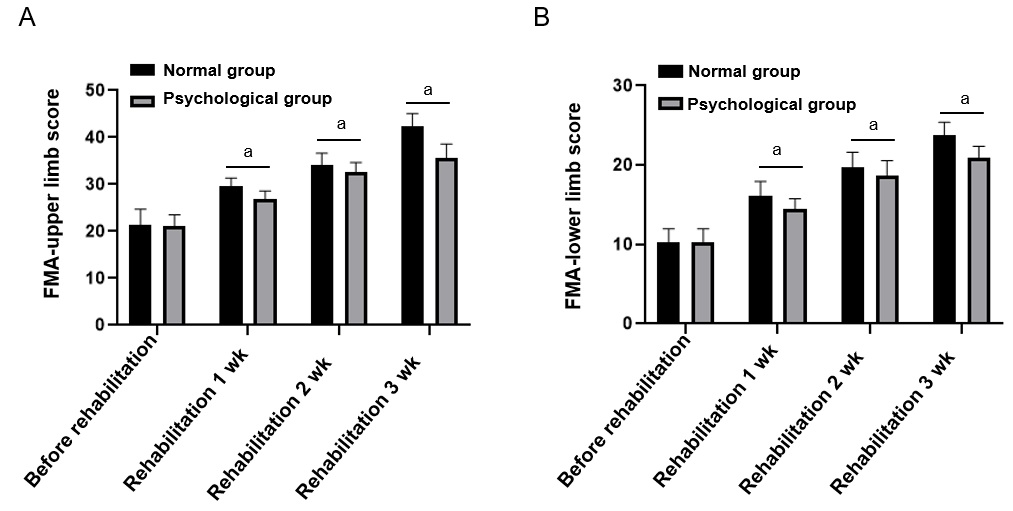 A
Normal group
Psychological group
FMA-upper limb score
50
40
30
20
10
0
a
a
a
Before rehabilitation
Rehabilitation 1 wk
Rehabilitation 2 wk
Rehabilitation 3 wk
B
Normal group
Psychological group
FMA-lower limb score
30
20
10
0
a
a
a
Before rehabilitation
Rehabilitation 1 wk
Rehabilitation 2 wk
Rehabilitation 3 wk